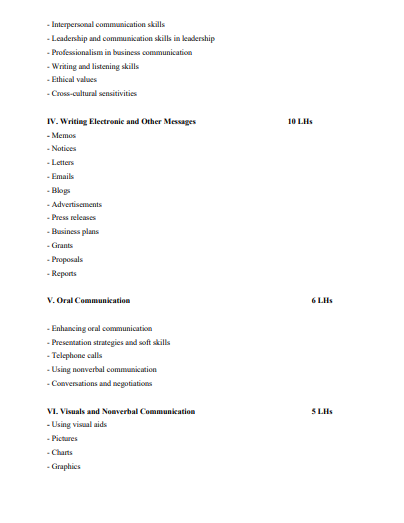 - Interpersonal communication skills
- Leadership and communication skills in leadership
- Professionalism in business communication
- Writing and listening skills
- Ethical values
- Cross-cultural sensitivities
IV. Writing Electronic and Other Messages 10 LHs
- Memos
- Notices
- Letters
- Emails
- Blogs
- Advertisements
- Press releases
- Business plans
- Grants
- Proposals
- Reports
V. Oral Communication 6 LHs
- Enhancing oral communication
- Presentation strategies and soft skills
- Telephone calls
- Using nonverbal communication
- Conversations and negotiations
VI. Visuals and Nonverbal Communication 5 LHs
- Using visual aids
- Pictures
- Charts
- Graphics